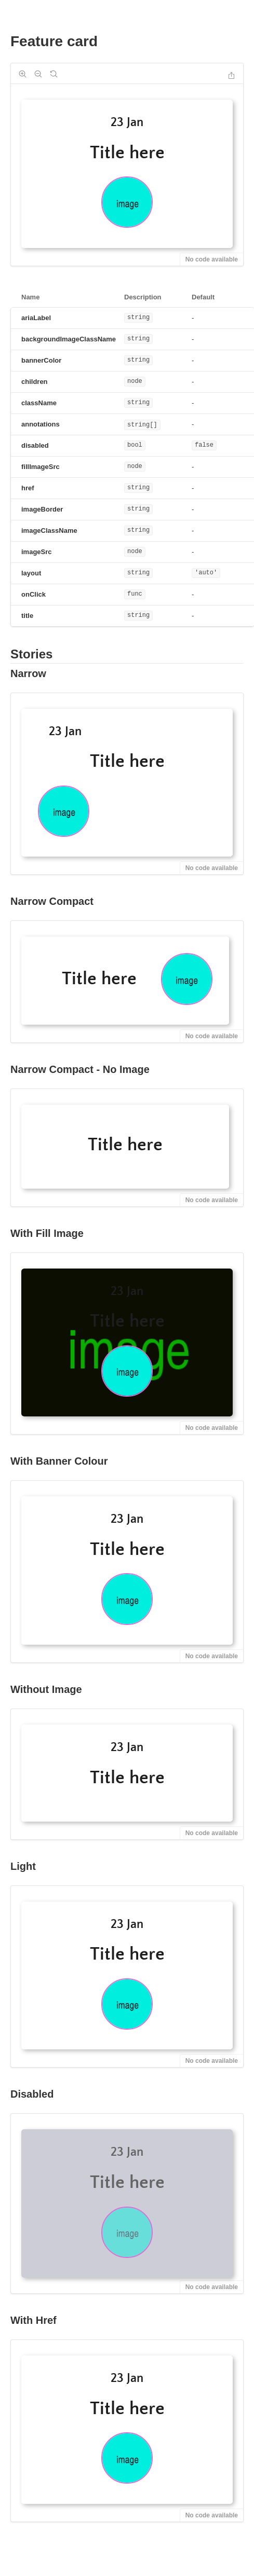 Feature card
23 Jan
Title here
image
No code available
Name Description Default
ariaLabel string -
backgroundImageClassName string -
bannerColor string -
children node -
className string -
annotations string[] -
disabled bool false
fillImageSrc node -
href string -
imageBorder string -
imageClassName string -
imageSrc node -
layout string 'auto'
onClick func -
title string -
Stories
Narrow
23 Jan
Title here
image
No code available
Narrow Compact
Title here
image
No code available
Narrow Compact - No Image
Title here
No code available
With Fill Image
23 Jan
Title here
image
image
No code available
With Banner Colour
23 Jan
Title here
image
No code available
Without Image
23 Jan
Title here
No code available
Light
23 Jan
Title here
image
No code available
Disabled
23 Jan
Title here
image
No code available
With Href
23 Jan
Title here
image
No code available